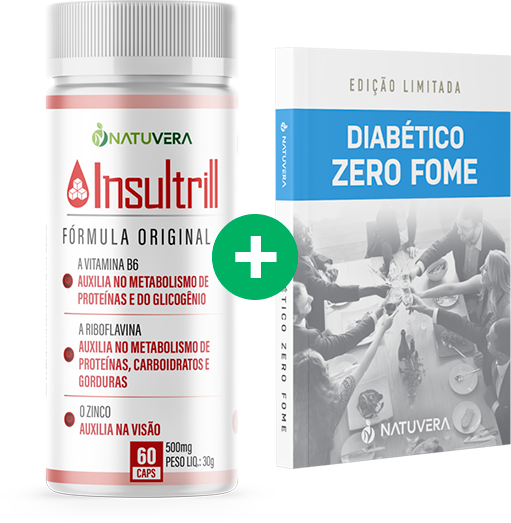 NATUVERA
Insultrill
FÓRMULA ORIGINAL
A VITAMINA B6
AUXILIA NO METABOLISMO DE
PROTEÍNAS E DO GLICOGÊNIO
A RIBOFLAVINA
AUXILIA NO METABOLISMO DE
PROTEÍNAS, CARBOIDRATOS E
GORDURAS
O ZINCO
AUXILIA NA VISÃO
60
CAPS
500mg
PESO LIQ.: 30g
+
EDIÇÃO LIMITADA
DIABÉTICO
ZERO FOME
NATUVERA
NATUVERA
ÉTICO ZERO FOME